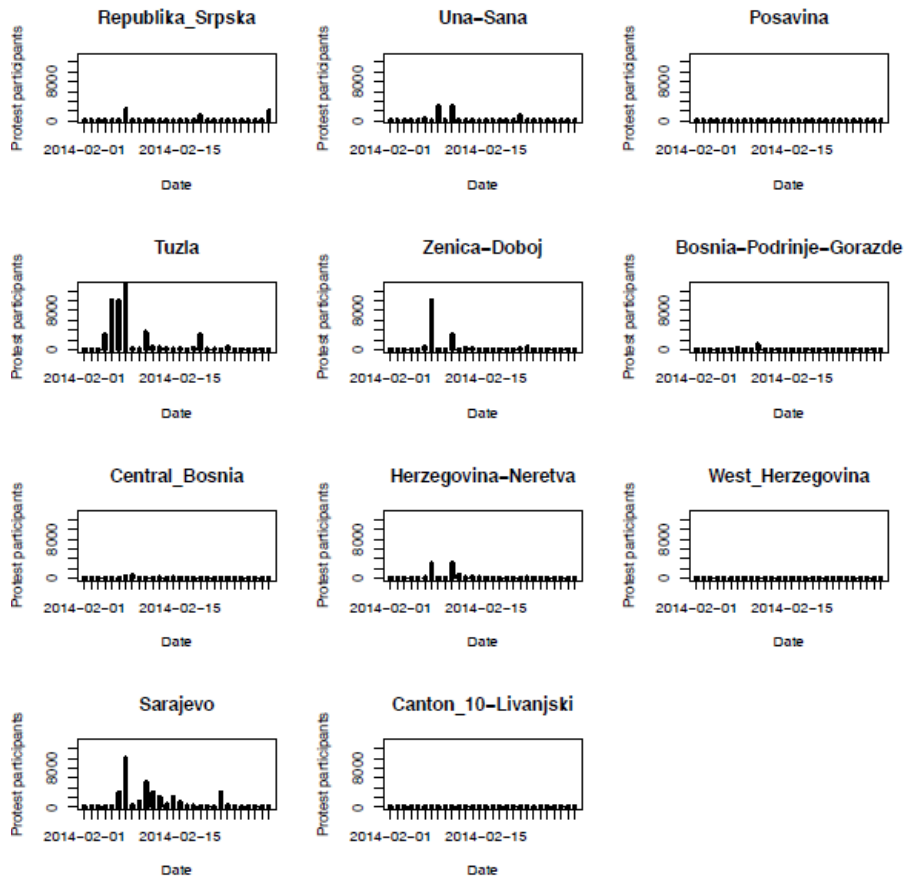 Republika_Srpska
Protest participants
0 8000
2014-02-01 2014-02-15
Date
Una-Sana
Protest participants
0 8000
2014-02-01 2014-02-15
Date
Posavina
Protest participants
0 8000
2014-02-01 2014-02-15
Date
Tuzla
Protest participants
0 8000
2014-02-01 2014-02-15
Date
Zenica-Doboj
Protest participants
0 8000
2014-02-01 2014-02-15
Date
Bosnia-Podrinje-Gorazde
Protest participants
0 8000
2014-02-01 2014-02-15
Date
Central_Bosnia
Protest participants
0 8000
2014-02-01 2014-02-15
Date
Herzegovina-Neretva
Protest participants
0 8000
2014-02-01 2014-02-15
Date
West_Herzegovina
Protest participants
0 8000
2014-02-01 2014-02-15
Date
Sarajevo
Protest participants
0 8000
2014-02-01 2014-02-15
Date
Canton_10-Livanjski
Protest participants
0 8000
2014-02-01 2014-02-15
Date